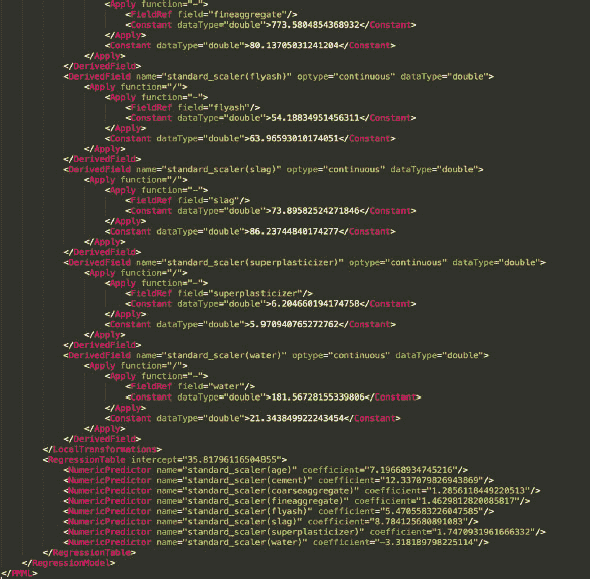 <Apply function="-">
<FieldRef field="fineaggregate"/>
<Constant dataType="double">773.5804854368932</Constant>
</Apply>
<Constant dataType="double">80.13705031241204</Constant>
</Apply>
</DerivedField>
<DerivedField name="standard_scaler(flyash)" optype="continuous" dataType="double">
<Apply function="/">
<Apply function="-">
<FieldRef field="flyash"/>
<Constant dataType="double">54.18834951456311</Constant>
</Apply>
<Constant dataType="double">63.96593010174051</Constant>
</Apply>
</DerivedField>
<DerivedField name="standard_scaler(slag)" optype="continuous" dataType="double">
<Apply function="/">
<Apply function="-">
<FieldRef field="slag"/>
<Constant dataType="double">73.89582524271846</Constant>
</Apply>
<Constant dataType="double">86.23744840174277</Constant>
</Apply>
</DerivedField>
<DerivedField name="standard_scaler(superplasticizer)" optype="continuous" dataType="double">
<Apply function="/">
<Apply function="-">
<FieldRef field="superplasticizer"/>
<Constant dataType="double">6.204660194174758</Constant>
</Apply>
<Constant dataType="double">5.970940765272762</Constant>
</Apply>
</DerivedField>
<DerivedField name="standard_scaler(water)" optype="continuous" dataType="double">
<Apply function="/">
<Apply function="-">
<FieldRef field="water"/>
<Constant dataType="double">181.56728155339806</Constant>
</Apply>
<Constant dataType="double">21.343849922243454</Constant>
</Apply>
</DerivedField>
</LocalTransformations>
<RegressionTable intercept="35.81796116504855">
<NumericPredictor name="standard_scaler(age)" coefficient="7.19668934745216"/>
<NumericPredictor name="standard_scaler(cement)" coefficient="12.337079826943869"/>
<NumericPredictor name="standard_scaler(coarseaggregate)" coefficient="1.2856118449220513"/>
<NumericPredictor name="standard_scaler(fineaggregate)" coefficient="1.4629812820085817"/>
<NumericPredictor name="standard_scaler(flyash)" coefficient="5.4705583226047585"/>
<NumericPredictor name="standard_scaler(slag)" coefficient="8.784125680891083"/>
<NumericPredictor name="standard_scaler(superplasticizer)" coefficient="1.7470931961666332"/>
<NumericPredictor name="standard_scaler(water)" coefficient="-3.318189798225114"/>
</RegressionTable>
</RegressionModel>
</PMML>